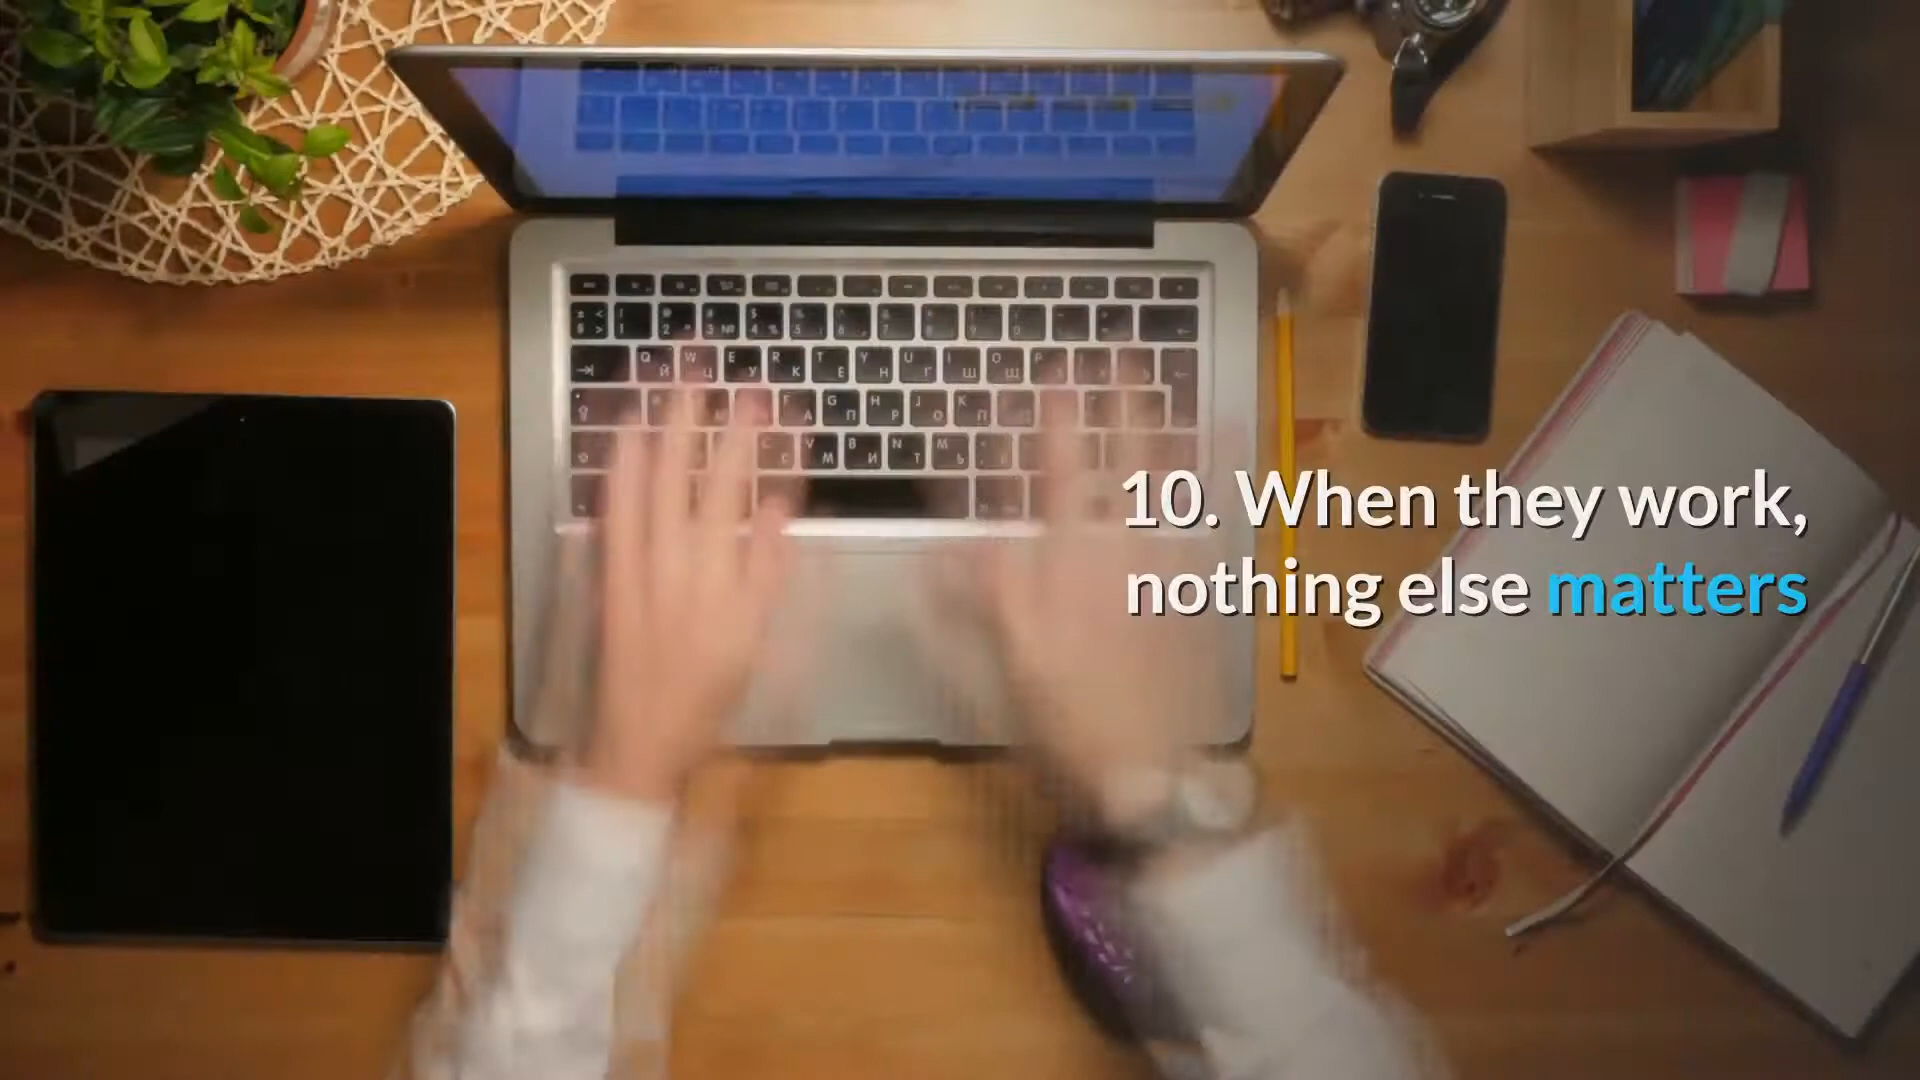 10. When they work,
nothing else matters
Q W E R T Y U I O P
Й Ц У К Е Н Г Ш Щ
F G H J K
А П Р О Л
C V B N M
С М И Т Ь